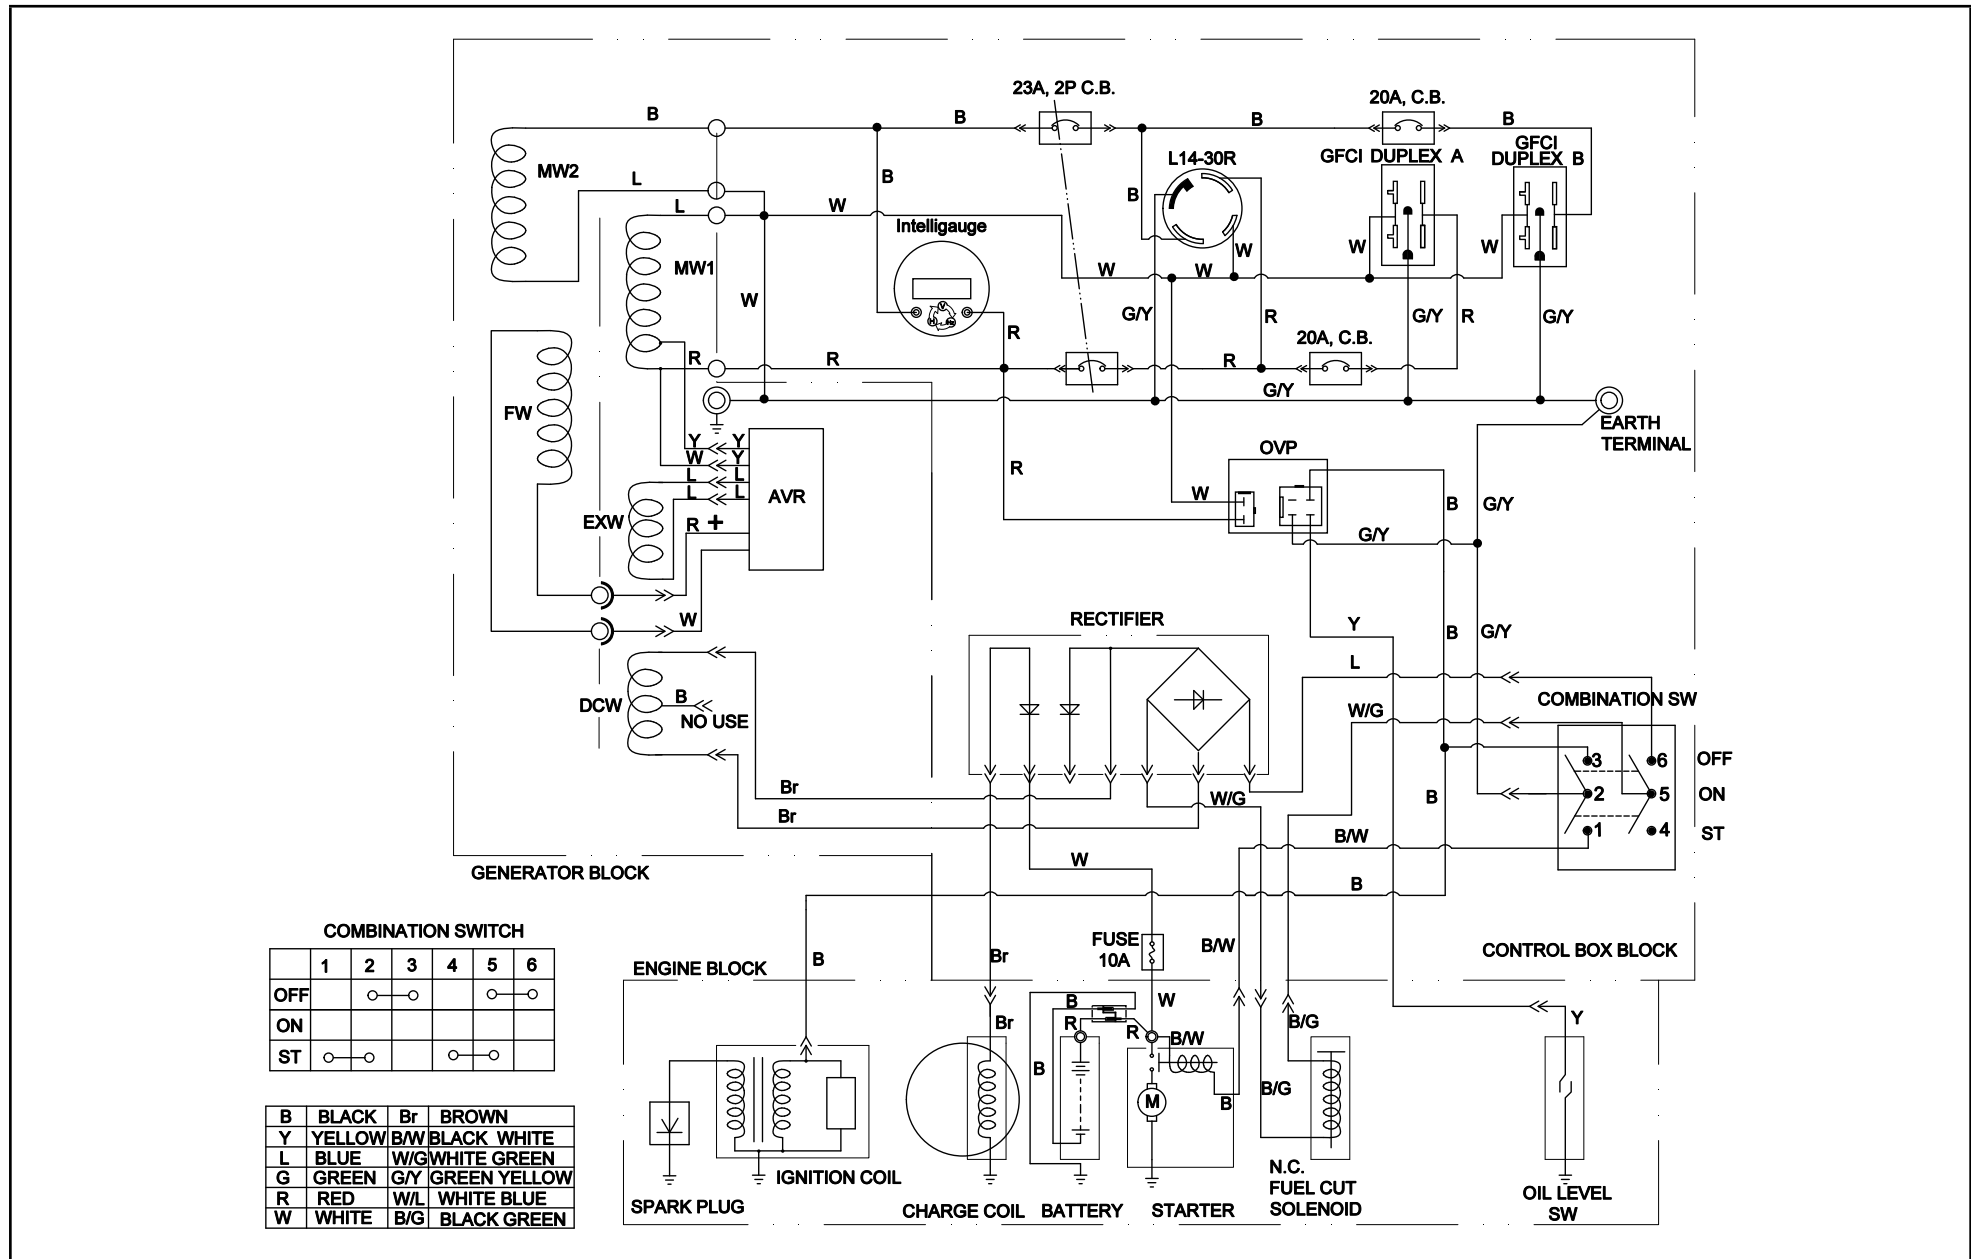 23A, 2P C.B.
20A, C.B.
B
B
B
B
GFCI
DUPLEX B
GFCI DUPLEX A
L14-30R
MW2
L
B
B
L
W
Intelligauge
W
W
W
MW1
W
W
W
G/Y
R
G/Y
R
G/Y
R
20A, C.B.
R
R
R
G/Y
FW
EARTH
TERMINAL
Y
Y
W
Y
L
L
L
L
AVR
OVP
R
W
B
G/Y
EXW
R +
G/Y
W
RECTIFIER
Y
B
G/Y
L
DCW
B
NO USE
COMBINATION SW
W/G
3
6
OFF
Br
W/G
B
2
5
ON
Br
B/W
1
4
ST
W
GENERATOR BLOCK
B
COMBINATION SWITCH
1 2 3 4 5 6
OFF
ON
ST
B
Br
FUSE
10A
B/W
CONTROL BOX BLOCK
ENGINE BLOCK
B
W
Br
R
R
B/W
B/G
Y
B
B
B/G
M
B BLACK Br BROWN
Y YELLOW B/W BLACK WHITE
L BLUE W/G WHITE GREEN
G GREEN G/Y GREEN YELLOW
R RED W/L WHITE BLUE
W WHITE B/G BLACK GREEN
SPARK PLUG
IGNITION COIL
CHARGE COIL
BATTERY
STARTER
N.C.
FUEL CUT
SOLENOID
OIL LEVEL
SW